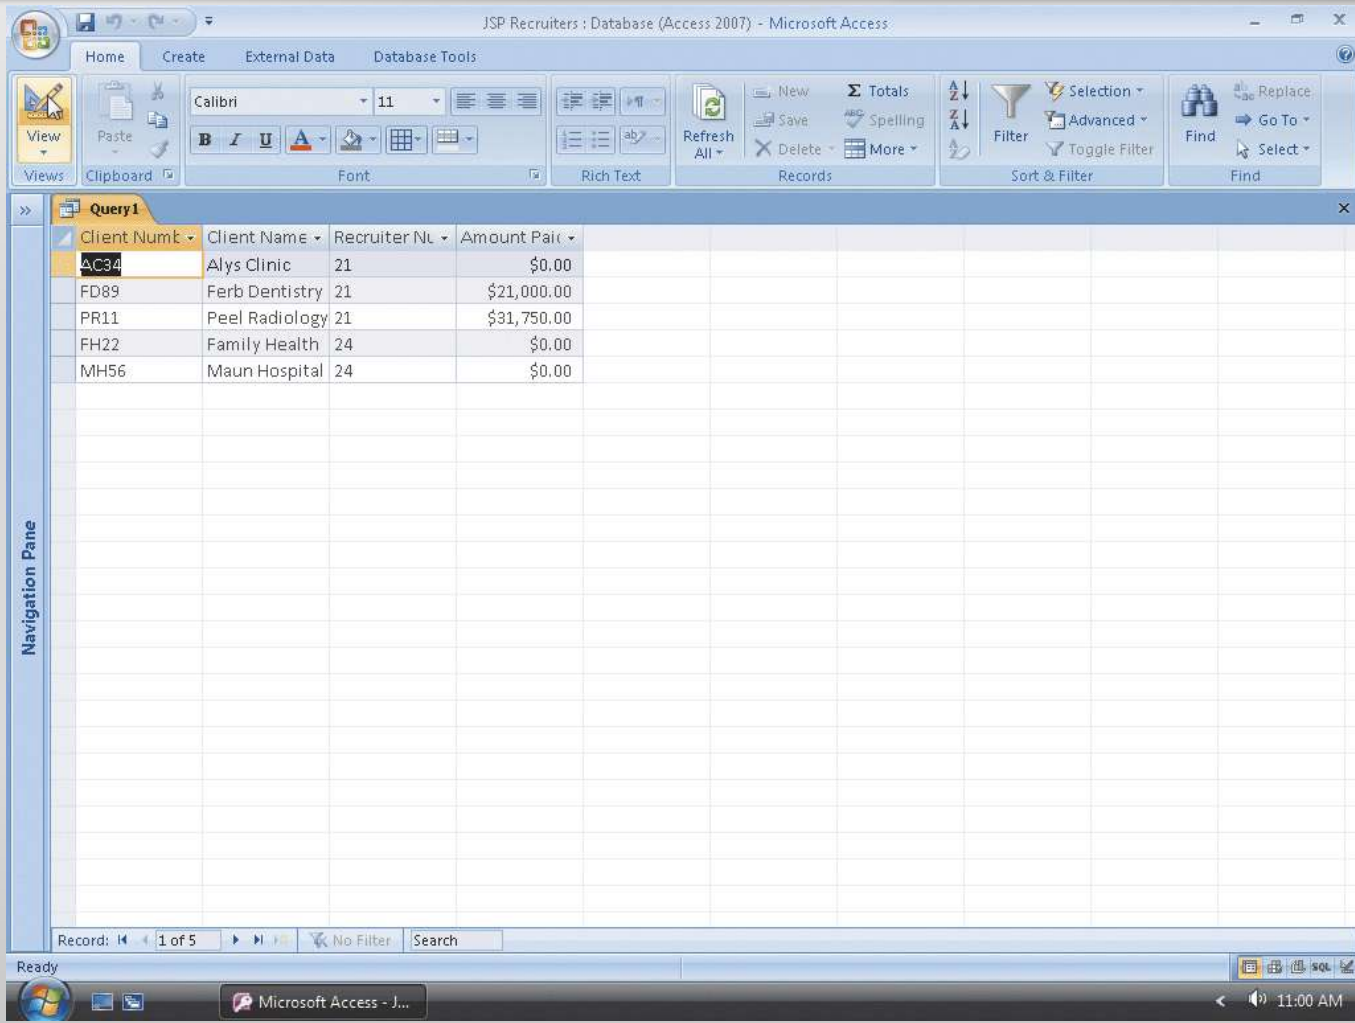 JSP Recruiters : Database (Access 2007) - Microsoft Access
Home Create External Data Database Tools
View
Paste
Calibri 11
B I U A
Refresh All
New
Save
Delete
Σ Totals
Spelling
More
Filter
Selection
Advanced
Toggle Filter
Find
Replace
Go To
Select
Views Clipboard Font Rich Text Records Sort & Filter Find
Query1
Client Numb Client Name Recruiter Nu Amount Paid
AC34 Alys Clinic 21 $0.00
FD89 Ferb Dentistry 21 $21,000.00
PR11 Peel Radiology 21 $31,750.00
FH22 Family Health 24 $0.00
MH56 Maun Hospital 24 $0.00
Navigation Pane
Record: 1 of 5 No Filter Search
Ready SQL
Microsoft Access - J... 11:00 AM